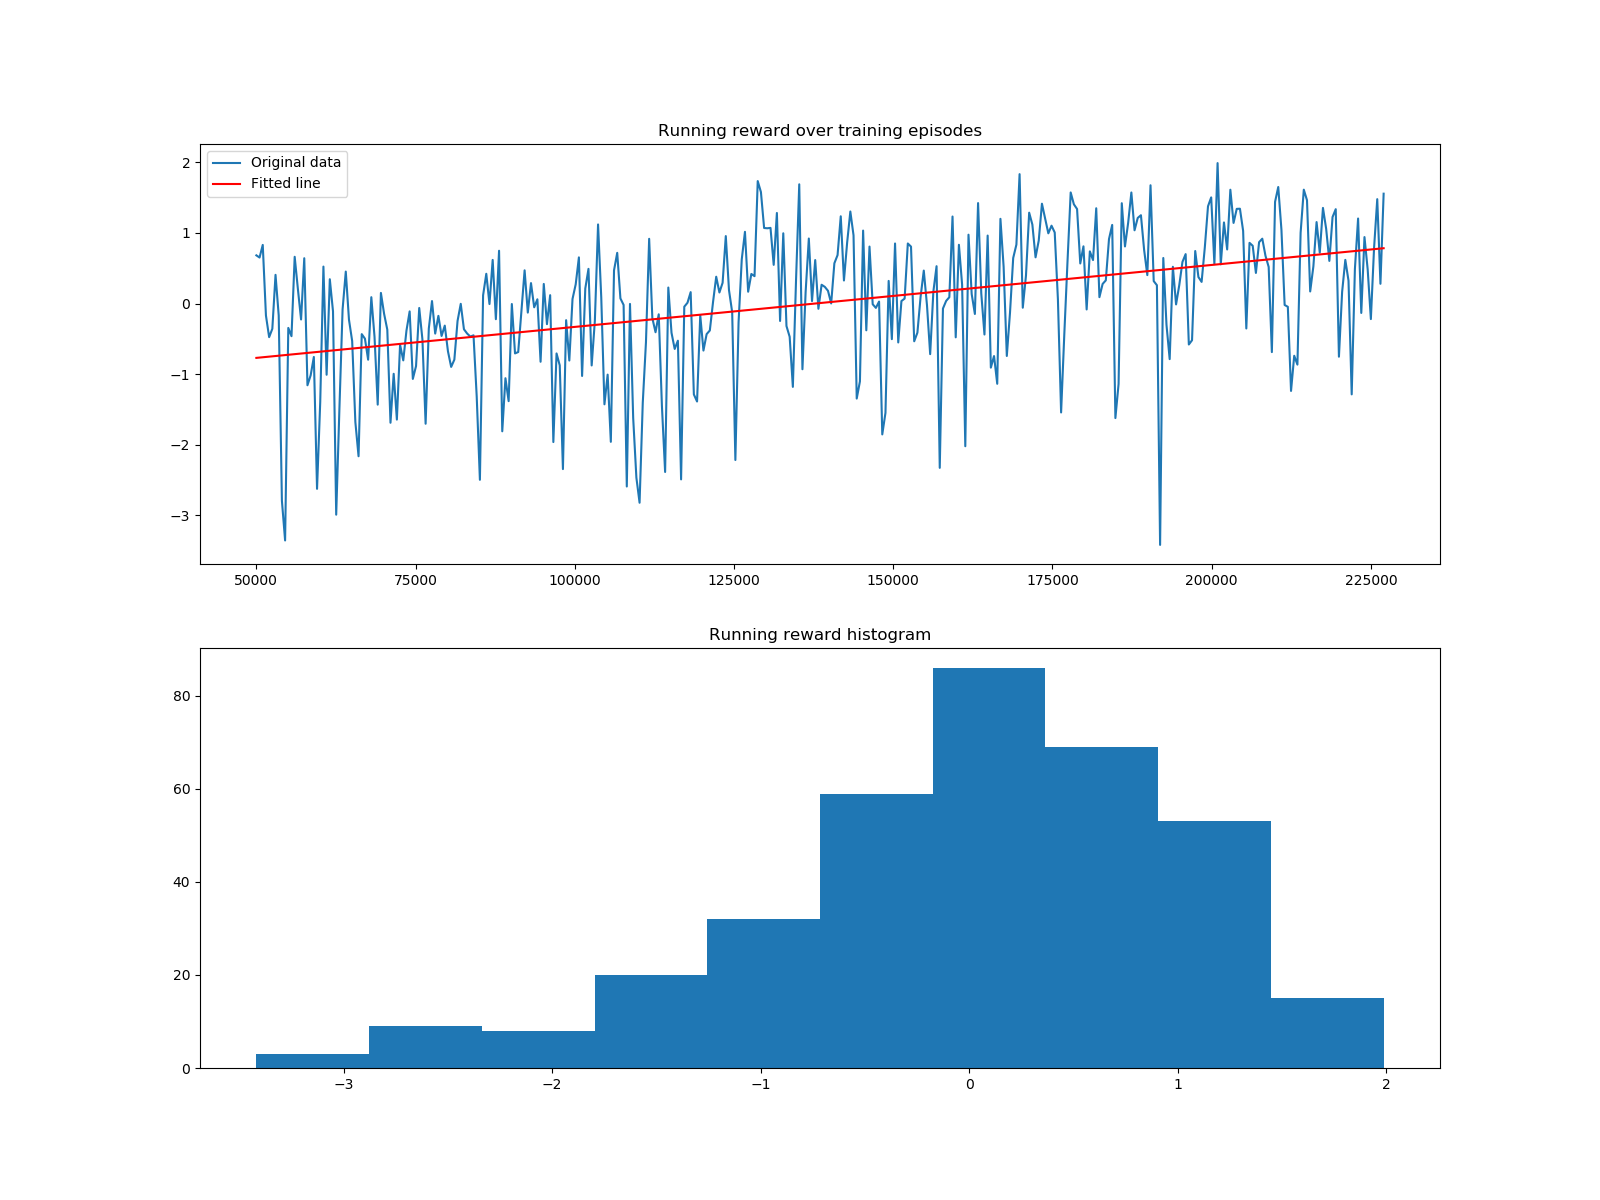 Running reward over training episodes
Original data
Fitted line
2
1
0
−1
−2
−3
50000 75000 100000 125000 150000 175000 200000 225000
Running reward histogram
80
60
40
20
0
−3 −2 −1 0 1 2